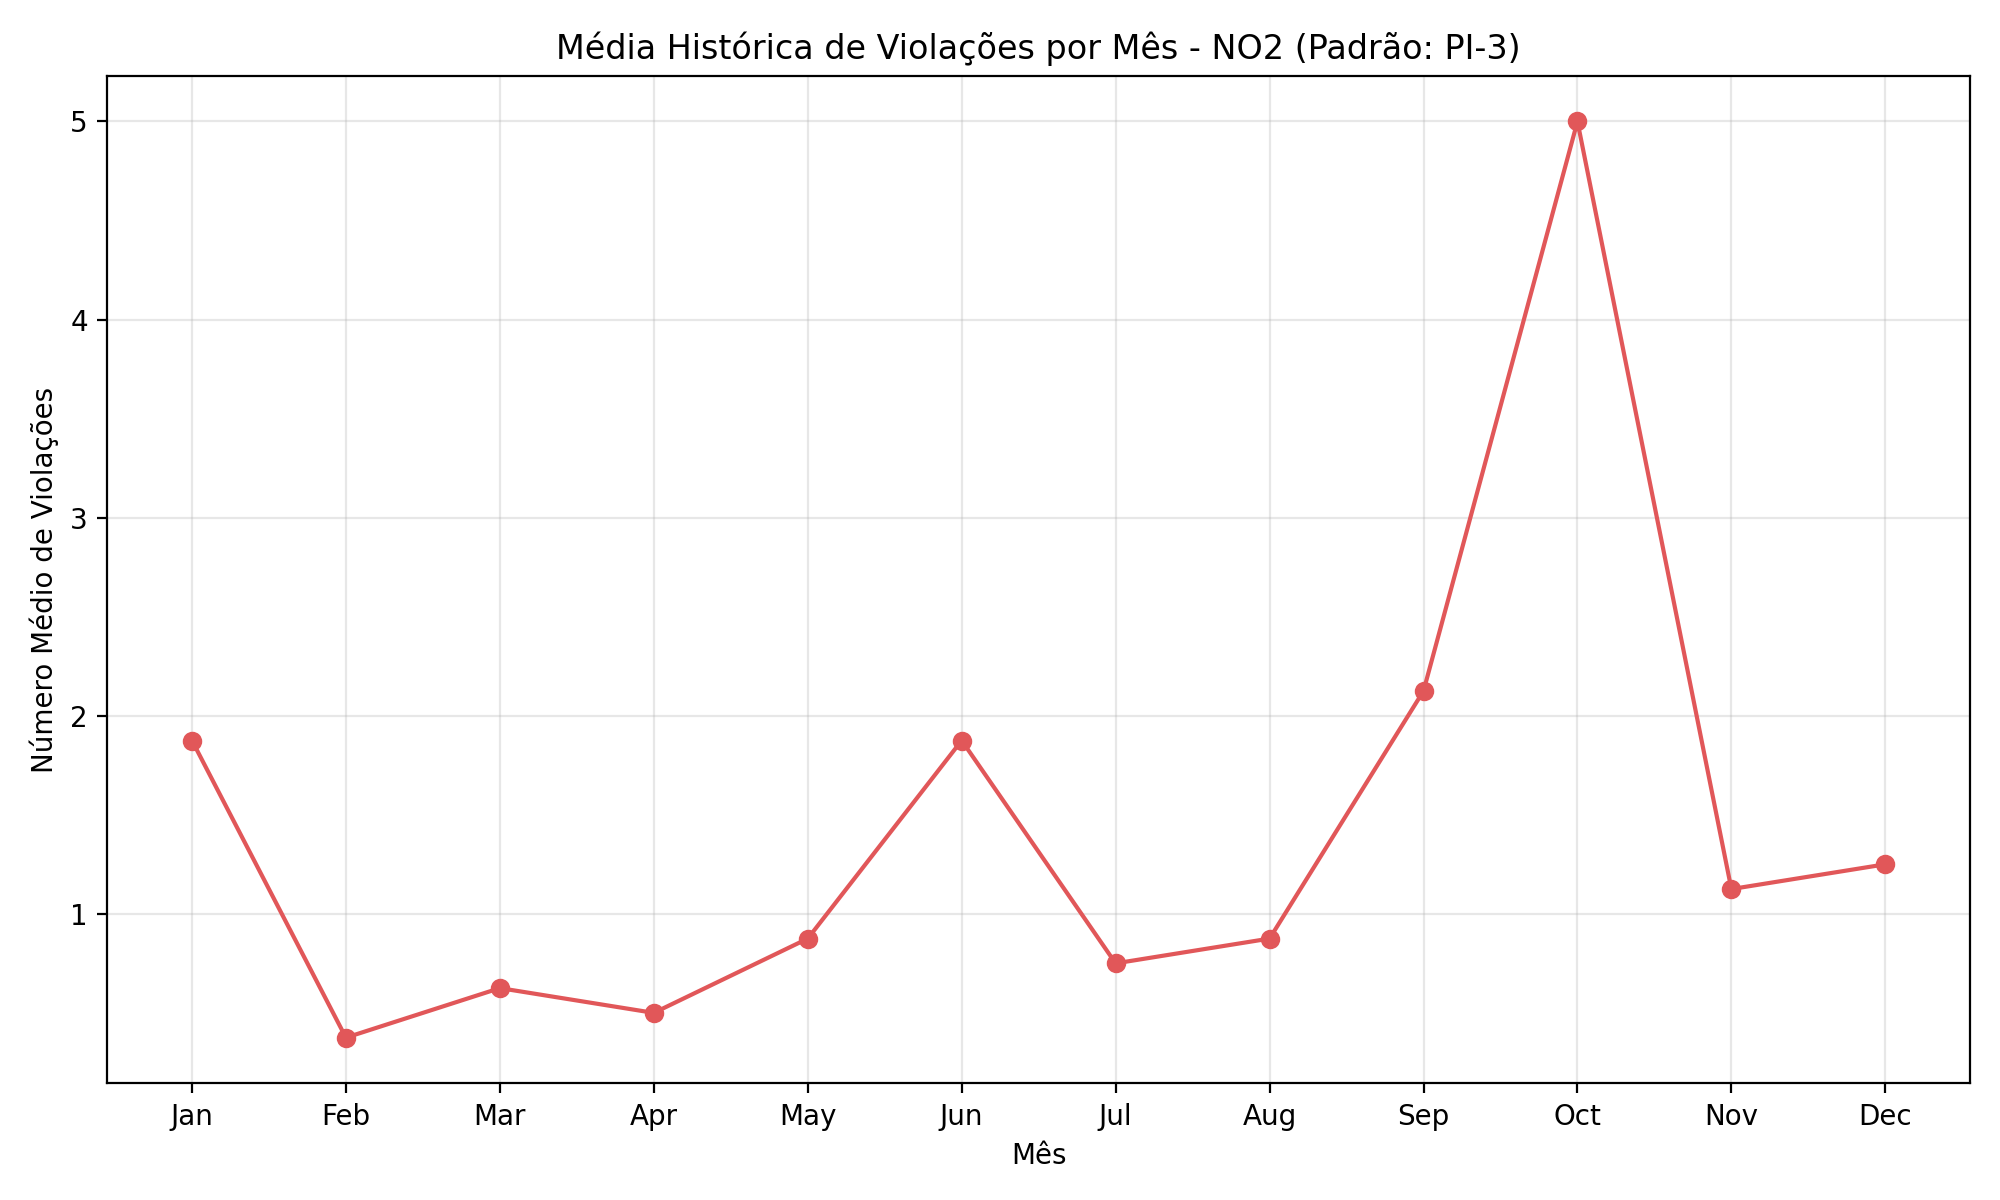 Média Histórica de Violações por Mês - NO2 (Padrão: PI-3)
Número Médio de Violações
5
4
3
2
1
Jan Feb Mar Apr May Jun Jul Aug Sep Oct Nov Dec
Mês